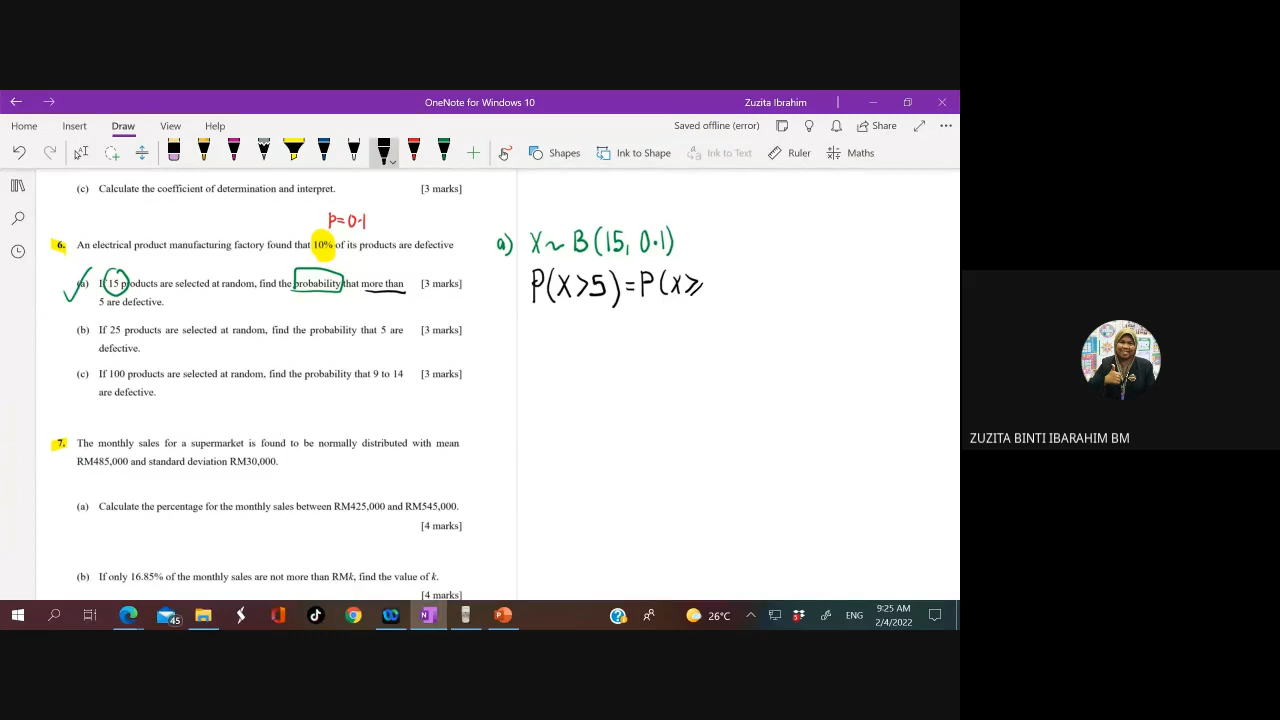 OneNote for Windows 10
Zuzita Ibrahim
Home Insert Draw View Help
Saved offline (error)
Share
Shapes
Ink to Shape
Ink to Text
Ruler
Maths
(c) Calculate the coefficient of determination and interpret. [3 marks]
P=0.1
6. An electrical product manufacturing factory found that 10% of its products are defective
(a) If 15 products are selected at random, find the probability that more than [3 marks]
5 are defective.
(b) If 25 products are selected at random, find the probability that 5 are [3 marks]
defective.
(c) If 100 products are selected at random, find the probability that 9 to 14 [3 marks]
are defective.
7. The monthly sales for a supermarket is found to be normally distributed with mean
RM485,000 and standard deviation RM30,000.
(a) Calculate the percentage for the monthly sales between RM425,000 and RM545,000.
[4 marks]
(b) If only 16.85% of the monthly sales are not more than RMk, find the value of k.
[4 marks]
a) X ~ B(15, 0.1)
P(X>5) = P(X≥
ZUZITA BINTI IBARAHIM BM
45
26°C
5
ENG
9:25 AM
2/4/2022